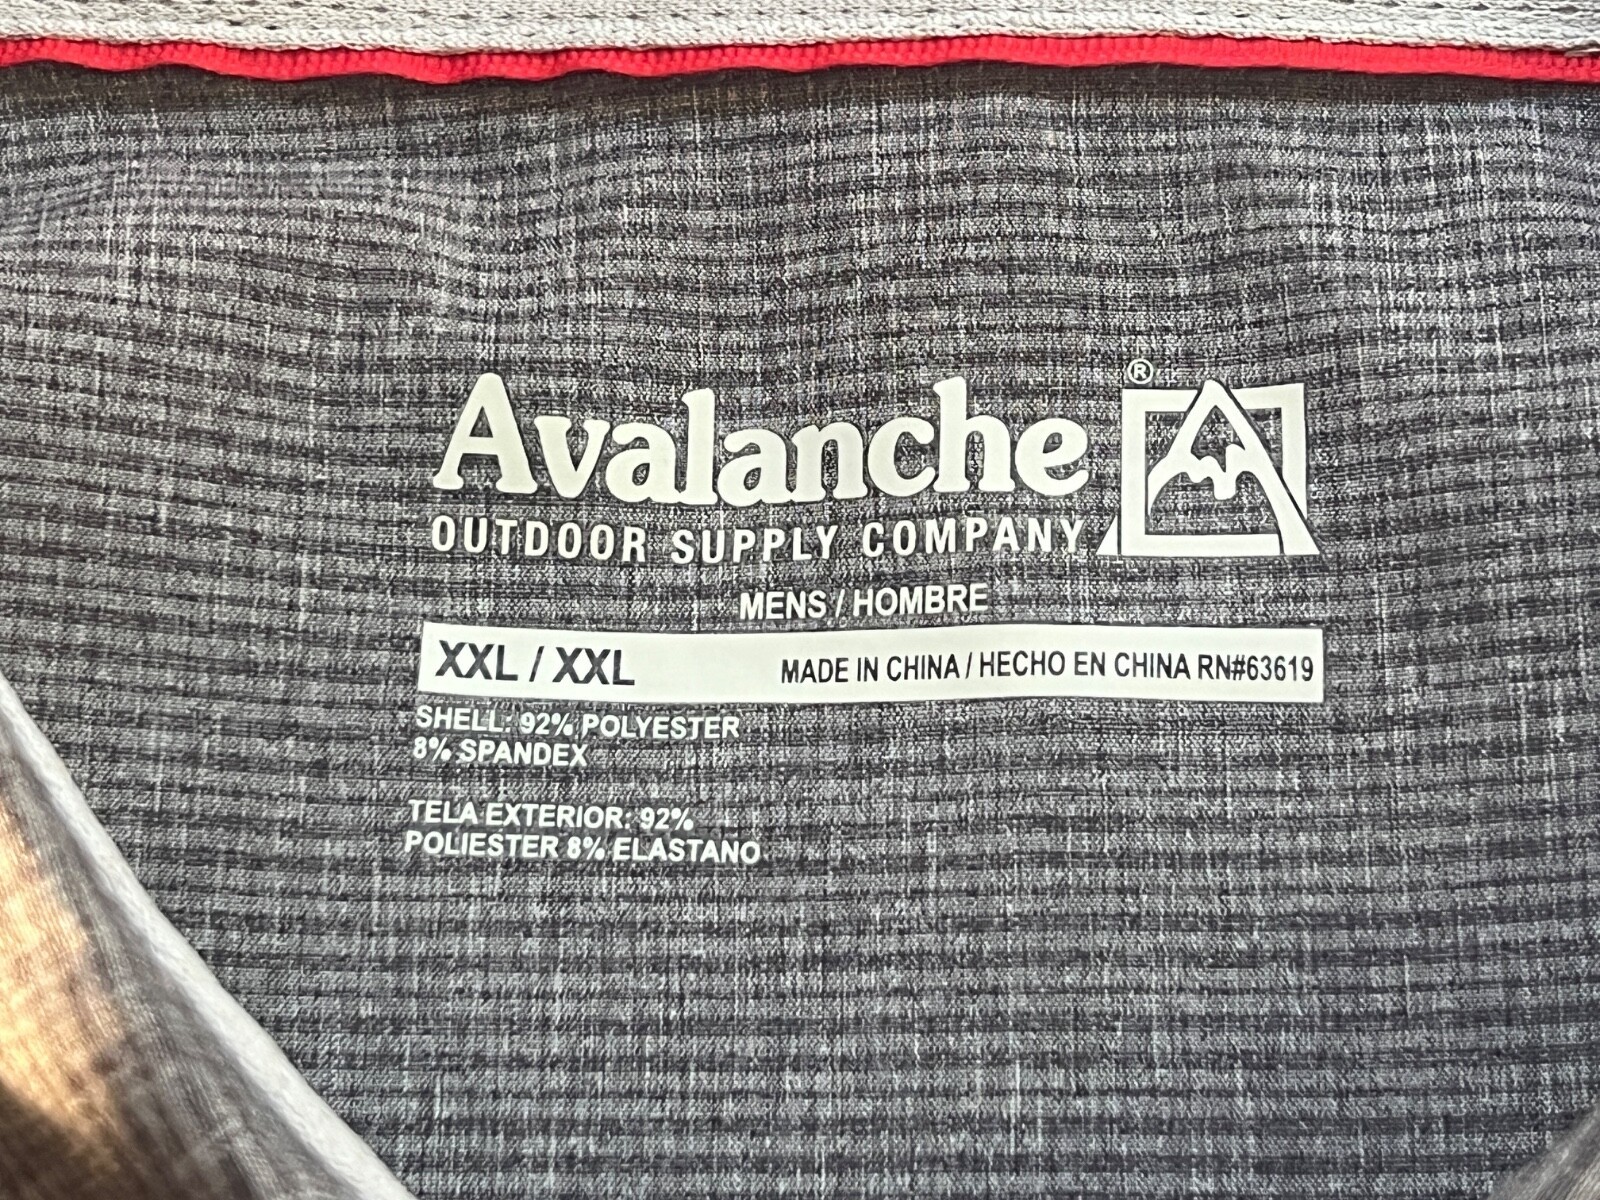 Avalanche ®
OUTDOOR SUPPLY COMPANY
MENS / HOMBRE
XXL / XXL MADE IN CHINA / HECHO EN CHINA RN#63619
SHELL: 92% POLYESTER
8% SPANDEX
TELA EXTERIOR: 92%
POLIESTER 8% ELASTANO